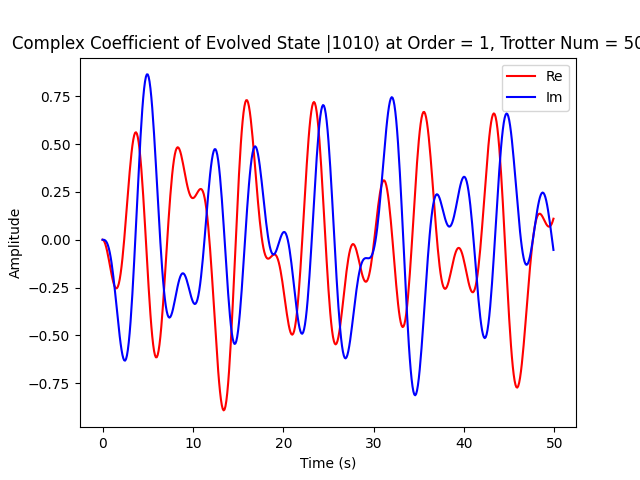 Complex Coefficient of Evolved State |1010⟩ at Order = 1, Trotter Num = 50
Re
Im
0.75
0.50
0.25
0.00
−0.25
−0.50
−0.75
Amplitude
0 10 20 30 40 50
Time (s)